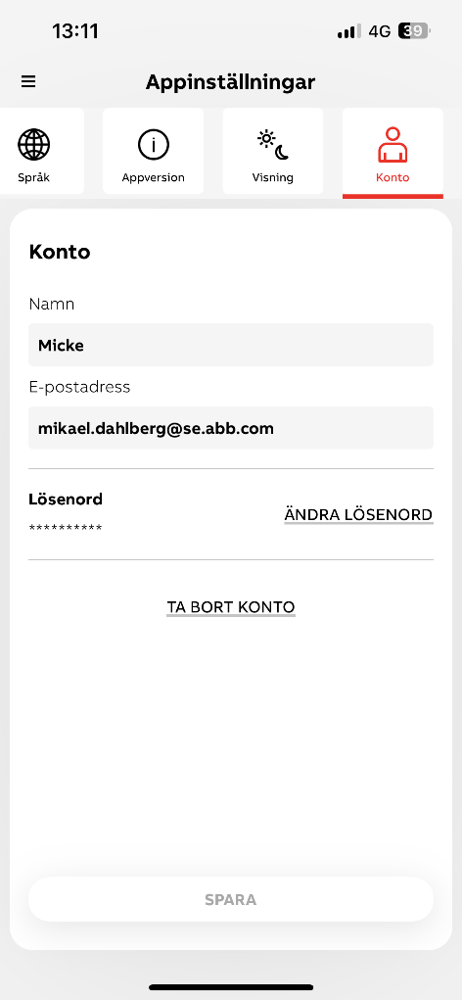 13:11
4G
39
Appinställningar
Språk
Appversion
Visning
Konto
Konto
Namn
Micke
E-postadress
mikael.dahlberg@se.abb.com
Lösenord
ÄNDRA LÖSENORD
**********
TA BORT KONTO
SPARA